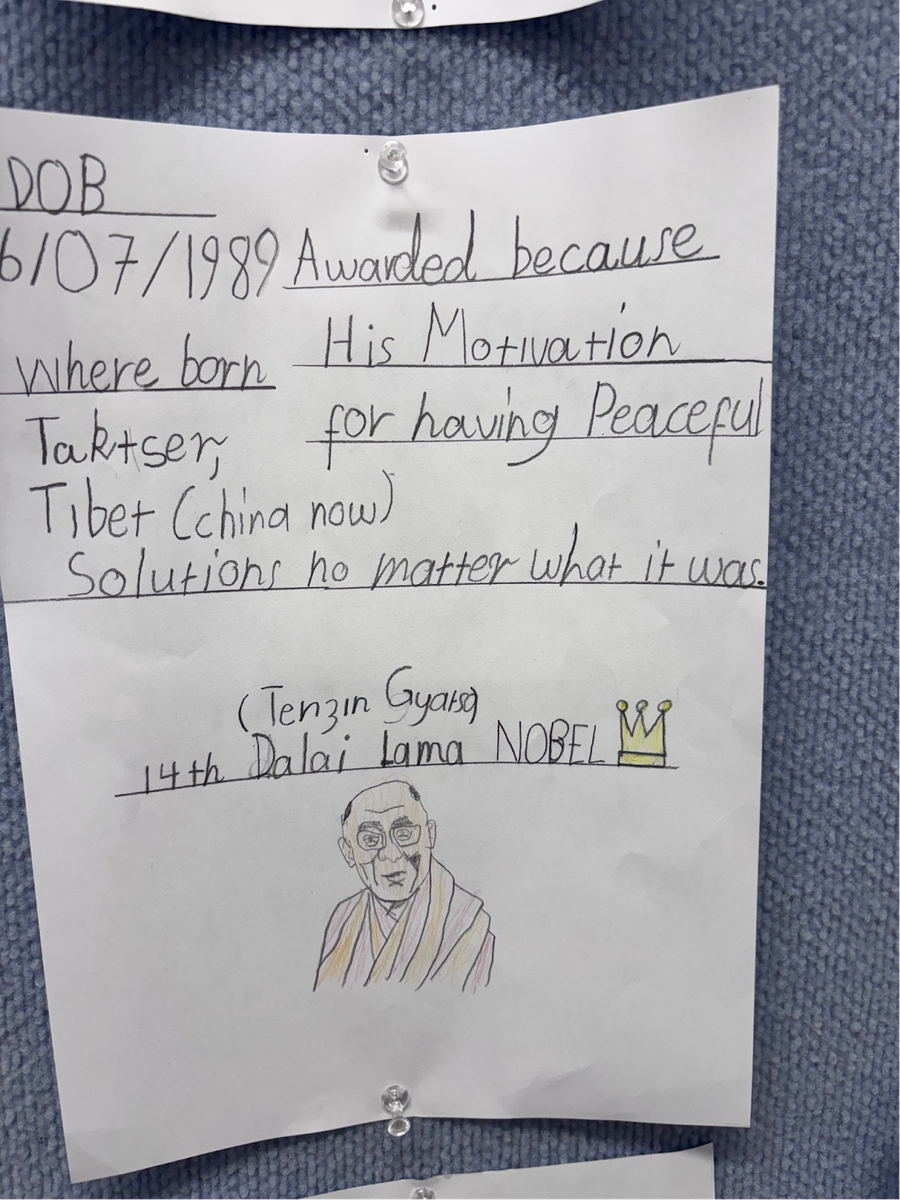 DOB
6/07/1989 Awarded because
Where born His Motivation
Taktser, for having Peaceful
Tibet (china now)
Solutions no matter what it was.
(Tenzin Gyatso)
14th Dalai Lama NOBEL